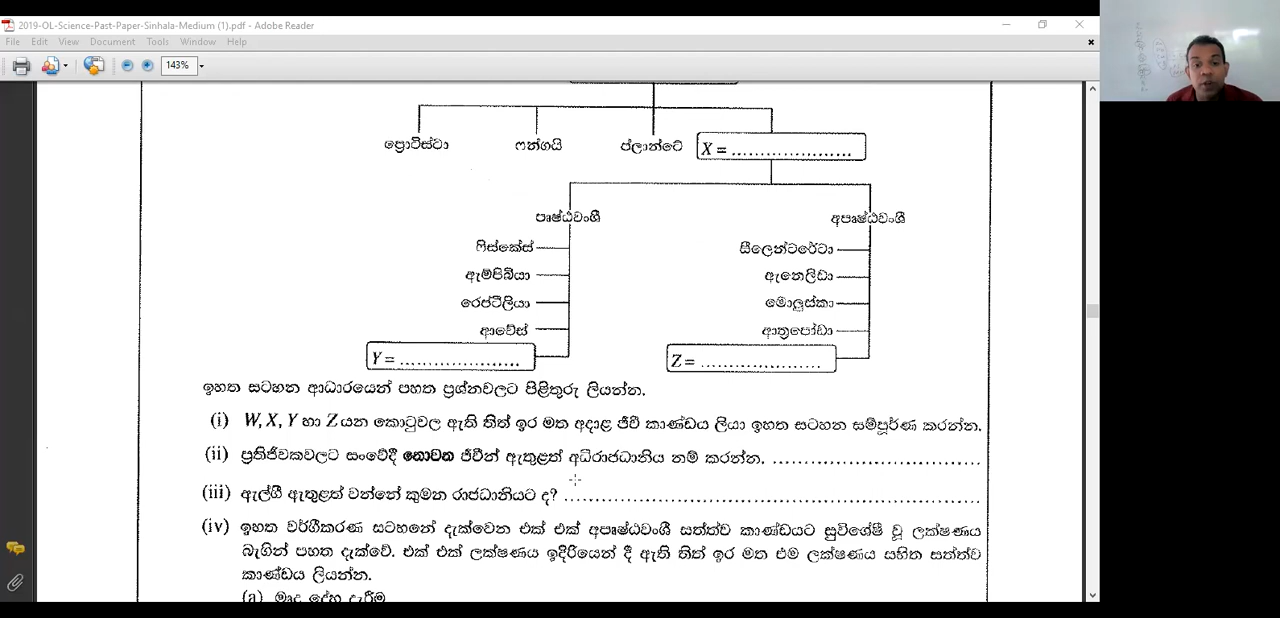 2019-OL-Science-Past-Paper-Sinhala-Medium (1).pdf - Adobe Reader
File Edit View Document Tools Window Help
143%
ප්‍රොටිස්ටා ෆන්ගයි ප්ලාන්ටේ X = .....................
පෘෂ්ඨවංශී අපෘෂ්ඨවංශී
ෆිස්කේස් සීලෙන්ටරේටා
ඇම්පිබියා ඇනෙලිඩා
රෙප්ටීලියා මොලුස්කා
ආවේස් ආත්‍රපෝඩා
Y = ..................... Z = .....................
ඉහත සටහන ආධාරයෙන් පහත ප්‍රශ්නවලට පිළිතුරු ලියන්න.
(i) W, X, Y හා Z යන කොටුවල ඇති තිත් ඉර මත අදාළ ජීවී කාණ්ඩය ලියා ඉහත සටහන සම්පූර්ණ කරන්න.
(ii) ප්‍රතිජීවකවලට සංවේදී නොවන ජීවීන් ඇතුළත් අධිරාජධානිය නම් කරන්න. .....................
(iii) ඇල්ගී ඇතුළත් වන්නේ කුමන රාජධානියට ද? .....................
(iv) ඉහත වර්ගීකරණ සටහනේ දැක්වෙන එක් එක් අපෘෂ්ඨවංශී සත්ත්ව කාණ්ඩයට සුවිශේෂී වූ ලක්ෂණය
බැගින් පහත දැක්වේ. එක් එක් ලක්ෂණය ඉදිරියෙන් දී ඇති තිත් ඉර මත එම ලක්ෂණය සහිත සත්ත්ව
කාණ්ඩය ලියන්න.
(a) මෘදු දේහ දැරීම